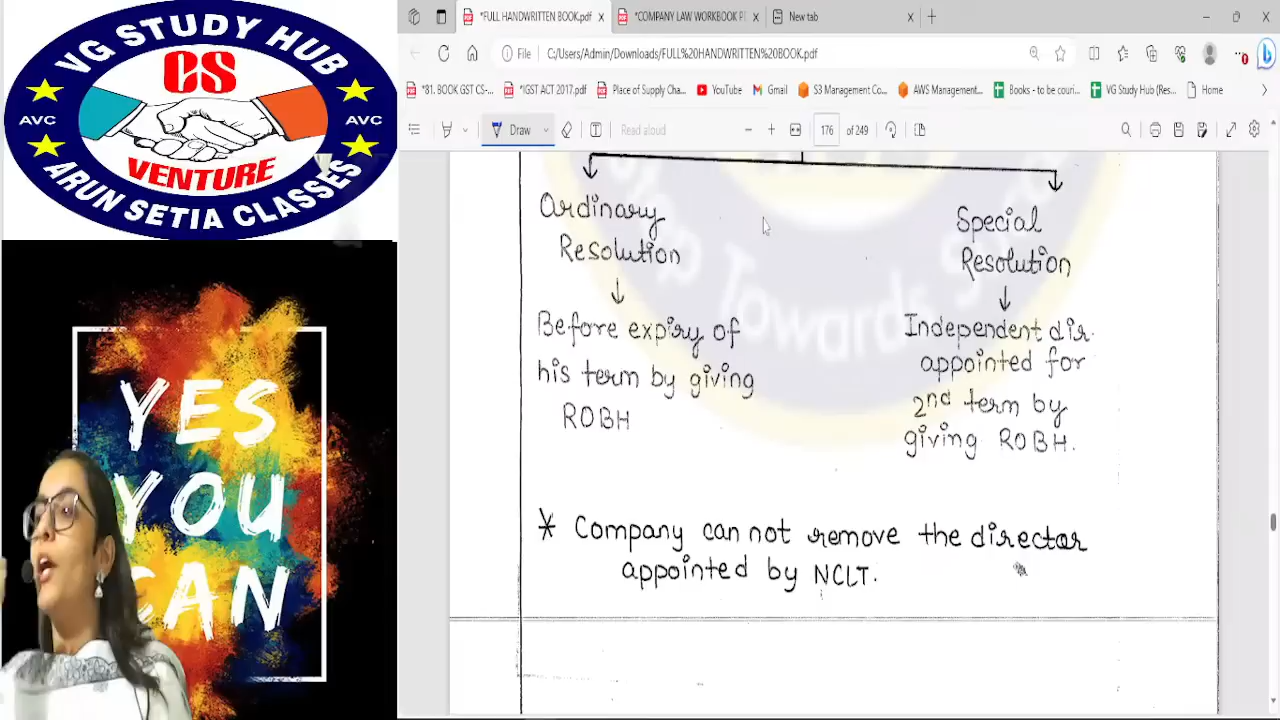 VG STUDY HUB
CS
AVC
AVC
VENTURE
ARUN SETIA CLASSES
YES
YOU
CAN
*FULL HANDWRITTEN BOOK.pdf
*COMPANY LAW WORKBOOK
New tab
File
C:/Users/Admin/Downloads/FULL%20HANDWRITTEN%20BOOK.pdf
*81. BOOK GST CS-...
*IGST ACT 2017.pdf
Place of Supply Cha...
YouTube
Gmail
S3 Management Co...
AWS Management...
Books - to be couri...
VG Study Hub (Res...
Home
Draw
Read aloud
176
of 249
Ordinary
Resolution
Before expiry of
his term by giving
ROBH
Special
Resolution
Independent dir.
appointed for
2nd term by
giving ROBH.
* Company can not remove the director
appointed by NCLT.
Towards